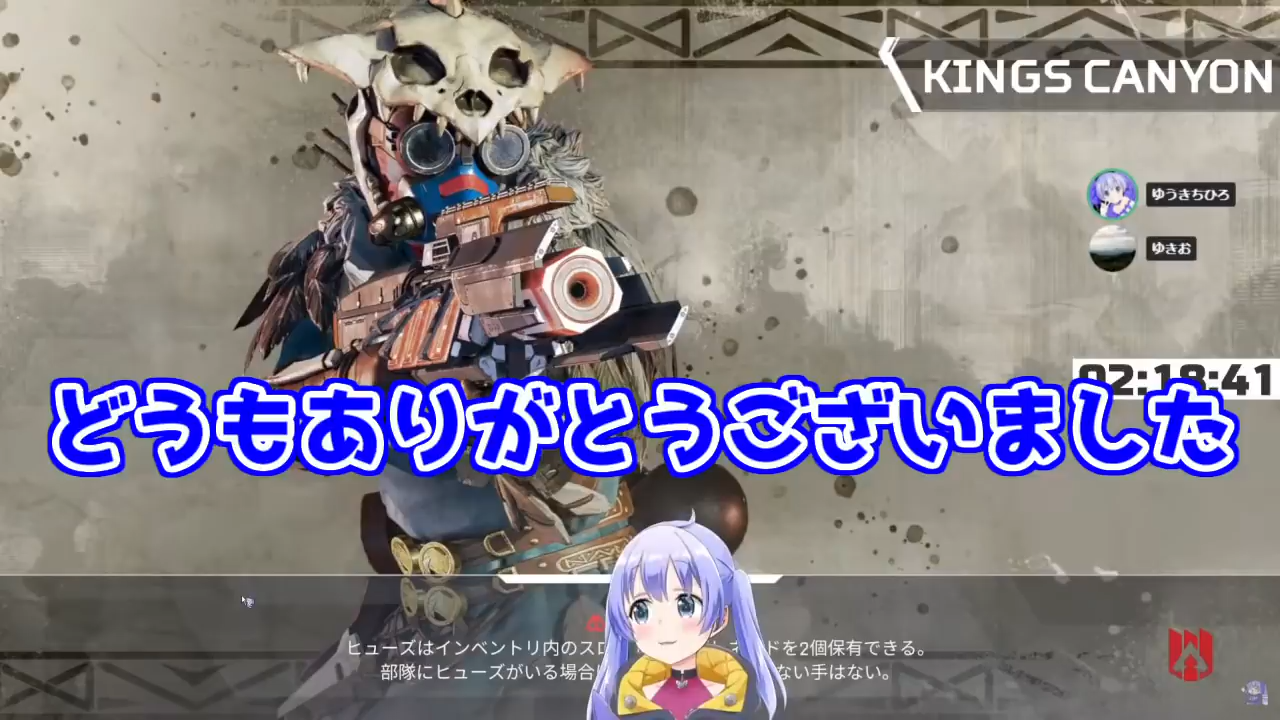 KINGS CANYON
ゆうきちひろ
ゆきお
02:18:41
どうもありがとうございました
ヒューズはインベントリ内のスロ ネードを2個保有できる。
部隊にヒューズがいる場合 ない手はない。